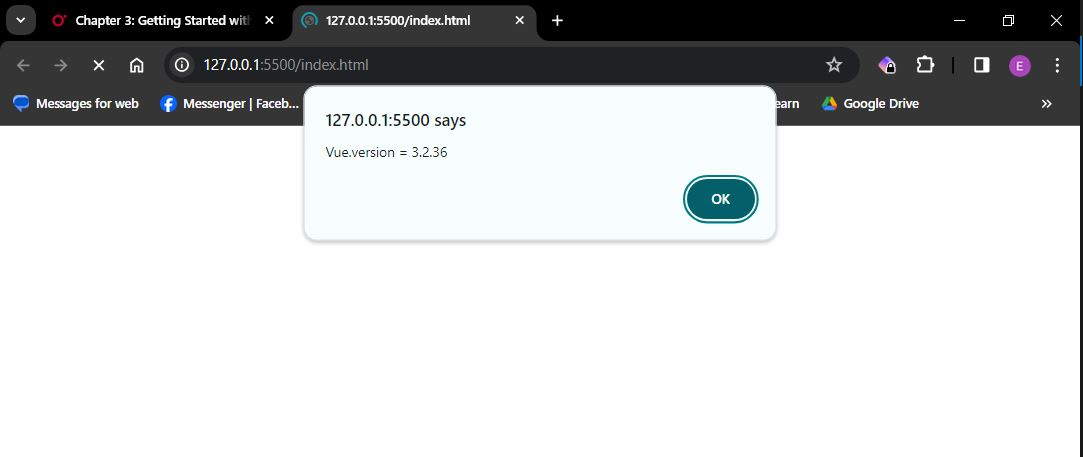 Chapter 3: Getting Started with
127.0.0.1:5500/index.html
127.0.0.1:5500/index.html
E
Messages for web
Messenger | Faceb...
earn
Google Drive
127.0.0.1:5500 says
Vue.version = 3.2.36
OK